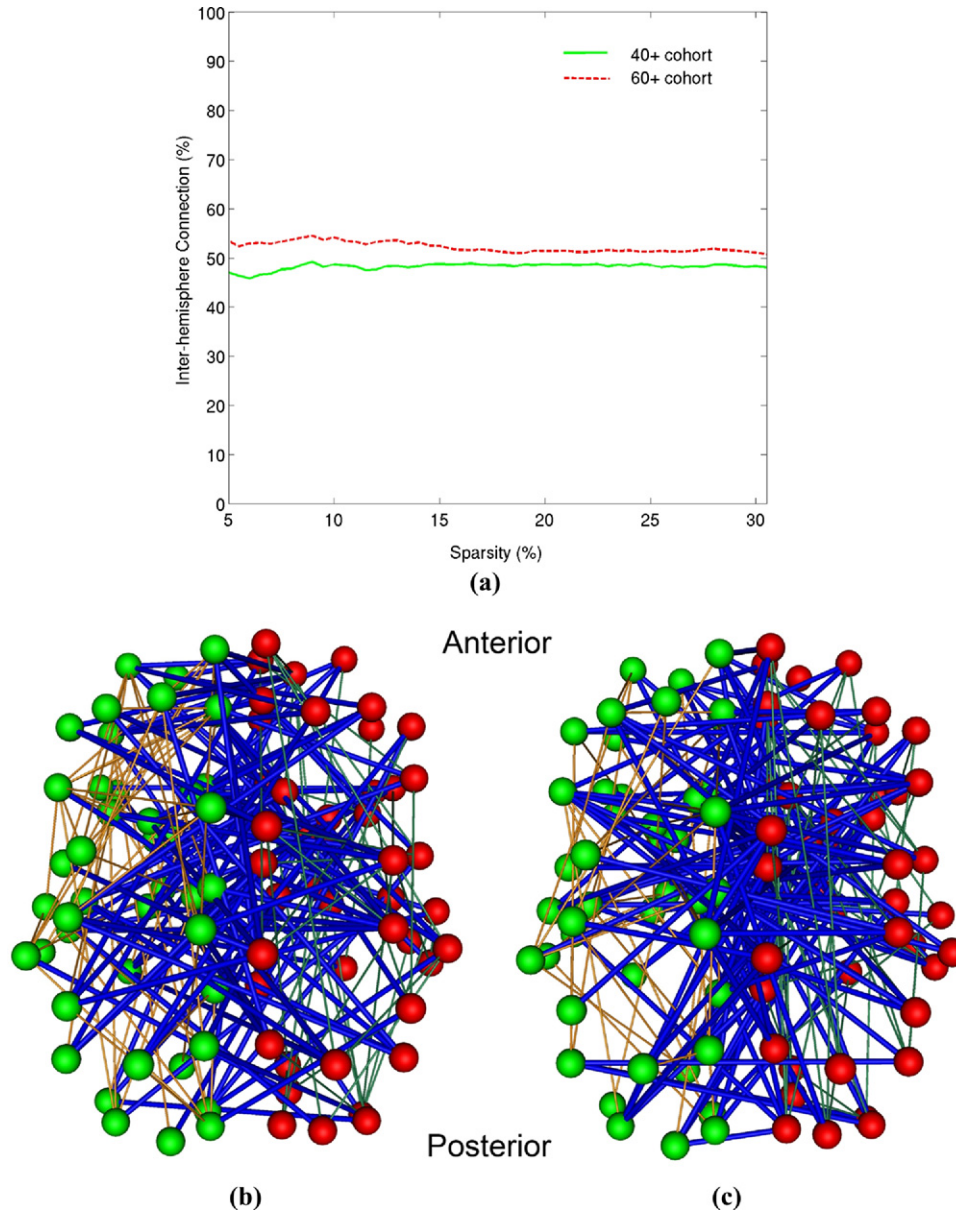 100
90
80
70
60
50
40
30
20
10
0
Inter-hemisphere Connection (%)
40+ cohort
60+ cohort
5 10 15 20 25 30
Sparsity (%)
(a)
Anterior
Posterior
(b) (c)